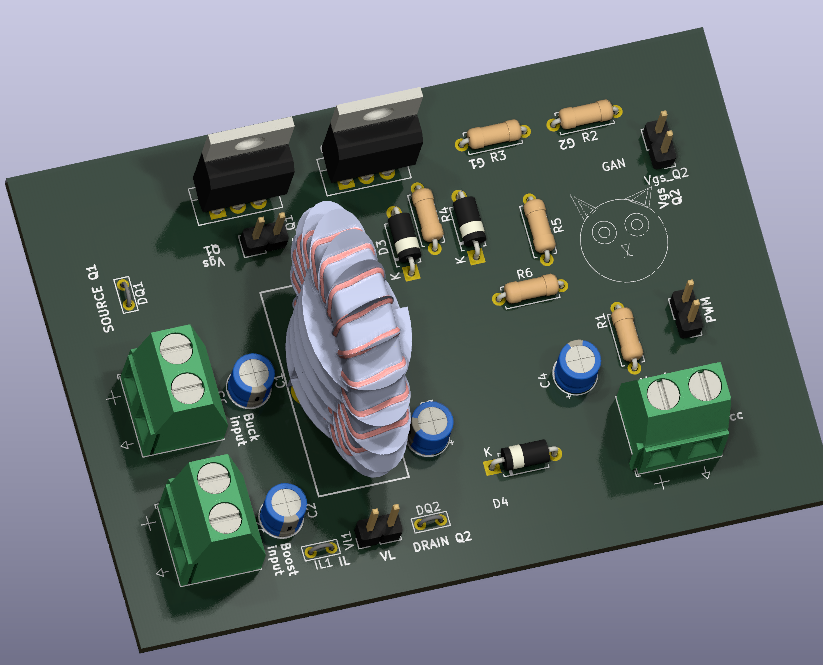 G1 R3
G2 R2
GAN
Vgs_Q2
Vgs
Q2
Q1
Vgs
Q1
D3
R4
R5
K
K
R6
SOURCE Q1
DQ1
PWM
R1
C4
Buck
input
K
D4
C2
Boost
input
DQ2
DRAIN Q2
VL1
VL
IL1 IL